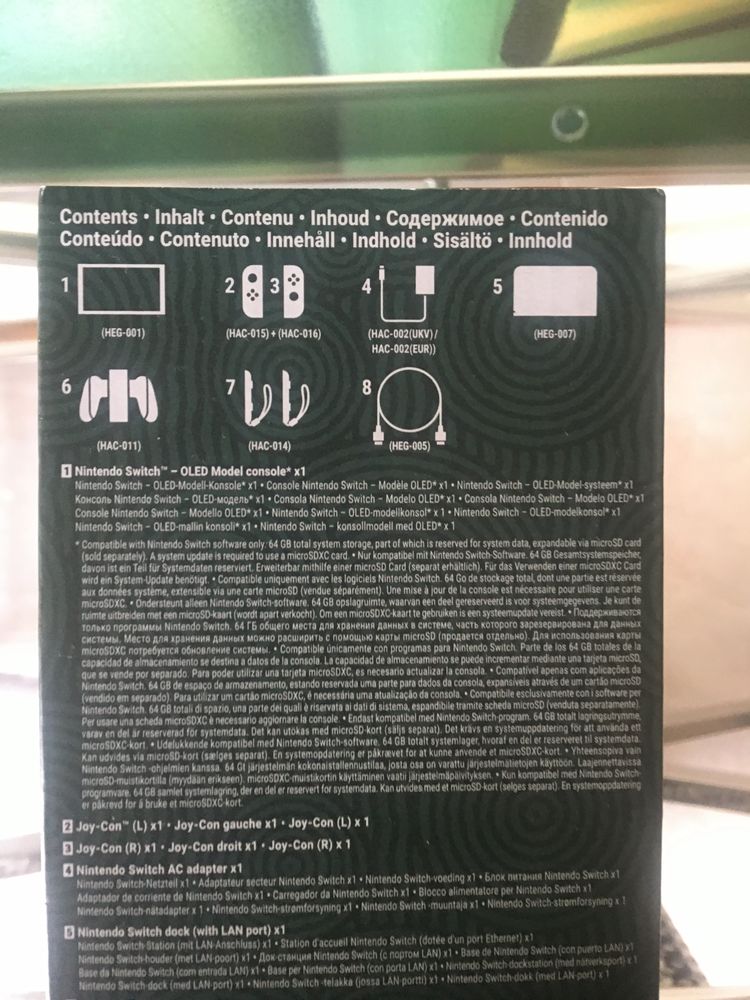 Contents • Inhalt • Contenu • Inhoud • Содержимое • Contenido
Conteúdo • Contenuto • Innehåll • Indhold • Sisältö • Innhold
1 2 3 4 5
(HEG-001) (HAC-015) + (HAC-016) (HAC-002(UKV) / (HEG-007)
HAC-002(EUR))
6 7 8
(HAC-011) (HAC-014) (HEG-005)
1 Nintendo Switch™ – OLED Model console* x1
Nintendo Switch – OLED-Modell-Konsole* x1 • Console Nintendo Switch – Modèle OLED* x1 • Nintendo Switch – OLED-Model-systeem* x1
Консоль Nintendo Switch – OLED-модель* x1 • Consola Nintendo Switch – Modelo OLED* x1 • Consola Nintendo Switch – Modelo OLED* x1
Console Nintendo Switch – Modello OLED* x1 • Nintendo Switch – OLED-modellkonsol* x 1 • Nintendo Switch – OLED-modelkonsol* x1
Nintendo Switch – OLED-mallin konsoli* x1 • Nintendo Switch – konsollmodell med OLED* x 1
* Compatible with Nintendo Switch software only. 64 GB total system storage, part of which is reserved for system data, expandable via microSD card
(sold separately). A system update is required to use a microSDXC card. • Nur kompatibel mit Nintendo Switch-Software. 64 GB Gesamtsystemspeicher,
davon ist ein Teil für Systemdaten reserviert. Erweiterbar mithilfe einer microSD Card (separat erhältlich). Für das Verwenden einer microSDXC Card
wird ein System-Update benötigt. • Compatible uniquement avec les logiciels Nintendo Switch. 64 Go de stockage total, dont une partie est réservée
aux données système, extensible via une carte microSD (vendue séparément). Une mise à jour de la console est nécessaire pour utiliser une carte
microSDXC. • Ondersteunt alleen Nintendo Switch-software. 64 GB opslagruimte, waarvan een deel gereserveerd is voor systeemgegevens. Je kunt de
ruimte uitbreiden met een microSD-kaart (wordt apart verkocht). Om een microSDXC-kaart te gebruiken is een systeemupdate vereist. • Поддерживаются
только программы Nintendo Switch. 64 ГБ общего места для хранения данных в системе, часть которого зарезервирована для данных
системы. Место для хранения данных можно расширить с помощью карты microSD (продается отдельно). Для использования карты
microSDXC потребуется обновление системы. • Compatible únicamente con programas para Nintendo Switch. Parte de los 64 GB totales de la
capacidad de almacenamiento se destina a datos de la consola. La capacidad de almacenamiento se puede incrementar mediante una tarjeta microSD,
que se vende por separado. Para poder utilizar una tarjeta microSDXC, es necesario actualizar la consola. • Compatível apenas com aplicações da
Nintendo Switch. 64 GB de espaço de armazenamento, estando reservada uma parte para dados da consola, expansíveis através de um cartão microSD
(vendido em separado). Para utilizar um cartão microSDXC, é necessária uma atualização da consola. • Compatibile esclusivamente con i software per
Nintendo Switch. 64 GB totali di spazio, una parte dei quali è riservata ai dati di sistema, espandibile tramite scheda microSD (venduta separatamente).
Per usare una scheda microSDXC è necessario aggiornare la console. • Endast kompatibel med Nintendo Switch-program. 64 GB totalt lagringsutrymme,
varav en del är reserverad för systemdata. Det kan utökas med microSD-kort (säljs separat). Det krävs en systemuppdatering för att använda ett
microSDXC-kort. • Udelukkende kompatibel med Nintendo Switch-software. 64 GB totalt systemlager, hvoraf en del er reserveret til systemdata.
Kan udvides via microSD-kort (sælges separat). En systemopdatering er påkrævet for at kunne anvende et microSDXC-kort. • Yhteensopiva vain
Nintendo Switch -ohjelmien kanssa. 64 Gt järjestelmän kokonaistallennustilaa, josta osa on varattu järjestelmätietojen käyttöön. Laajennettavissa
microSD-muistikortilla (myydään erikseen). microSDXC-muistikortin käyttäminen vaatii järjestelmäpäivityksen. • Kun kompatibel med Nintendo Switch-
programvare. 64 GB samlet systemlagring, der en del er reservert for systemdata. Kan utvides med et microSD-kort (selges separat). En systemoppdatering
er påkrevd for å bruke et microSDXC-kort.
2 Joy-Con™ (L) x1 • Joy-Con gauche x1 • Joy-Con (L) x 1
3 Joy-Con (R) x1 • Joy-Con droit x1 • Joy-Con (R) x 1
4 Nintendo Switch AC adapter x1
Nintendo Switch-Netzteil x1 • Adaptateur secteur Nintendo Switch x1 • Nintendo Switch-voeding x1 • Блок питания Nintendo Switch x1
Adaptador de corriente de Nintendo Switch x1 • Carregador da Nintendo Switch x1 • Blocco alimentatore per Nintendo Switch x1
Nintendo Switch-nätadapter x 1 • Nintendo Switch-strømforsyning x1 • Nintendo Switch -muuntaja x1 • Nintendo Switch-strømforsyning x 1
5 Nintendo Switch dock (with LAN port) x1
Nintendo Switch-Station (mit LAN-Anschluss) x1 • Station d'accueil Nintendo Switch (dotée d'un port Ethernet) x1
Nintendo Switch-houder (met LAN-poort) x1 • Док-станция Nintendo Switch (с портом LAN) x1 • Base de Nintendo Switch (con puerto LAN) x1
Base da Nintendo Switch (com entrada LAN) x1 • Base per Nintendo Switch (con porta LAN) x1 • Nintendo Switch-dockstation (med nätverksport) x1
Nintendo Switch-dock (med LAN-port) x1 • Nintendo Switch -telakka (jossa LAN-portti) x1 • Nintendo Switch-dokk (med LAN-port) x 1